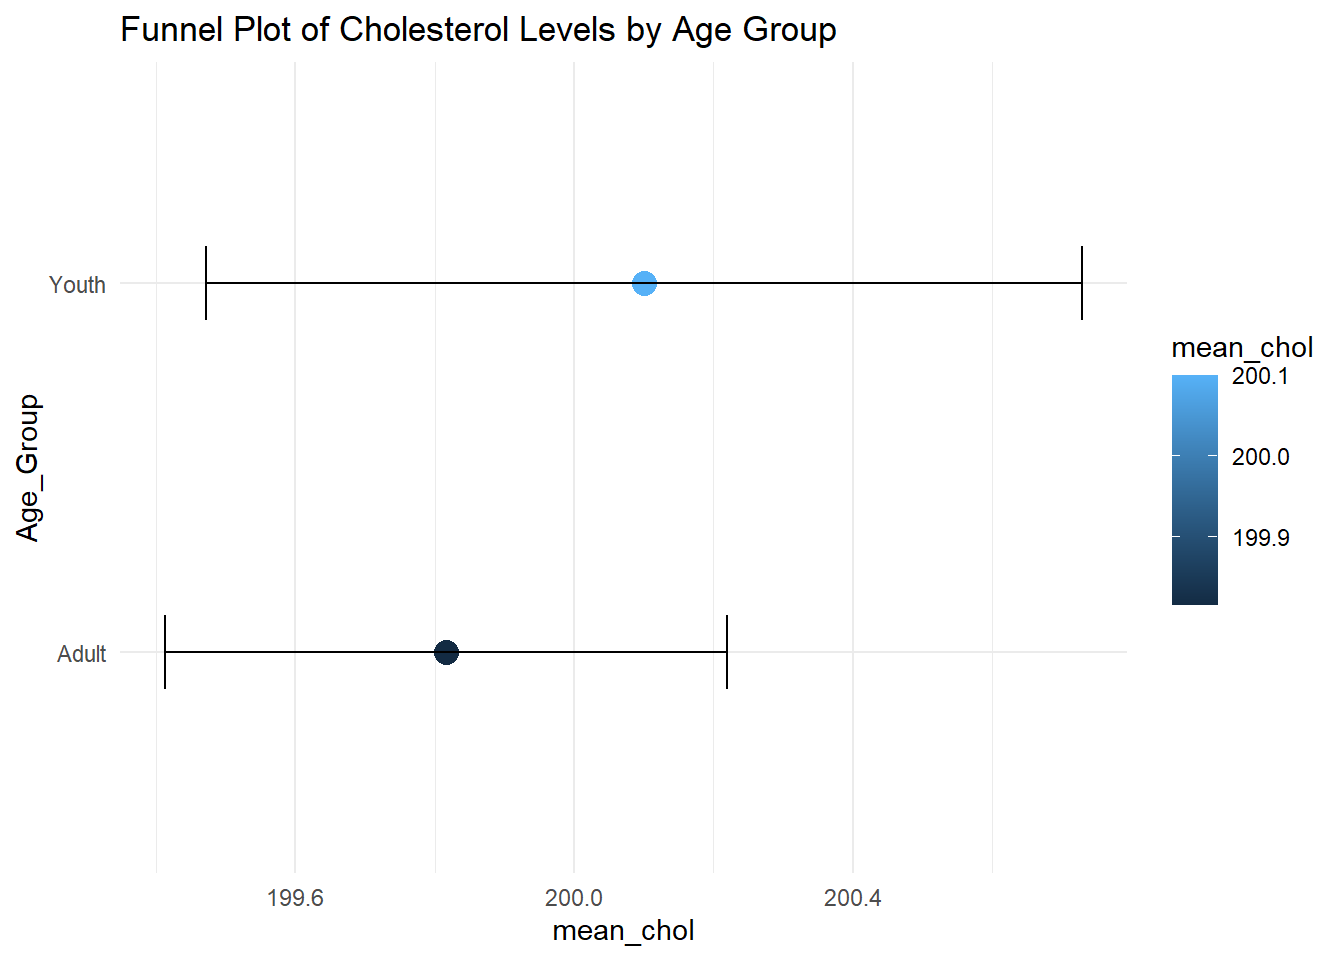 Funnel Plot of Cholesterol Levels by Age Group
Youth
Adult
Age_Group
199.6
200.0
200.4
mean_chol
mean_chol
200.1
200.0
199.9